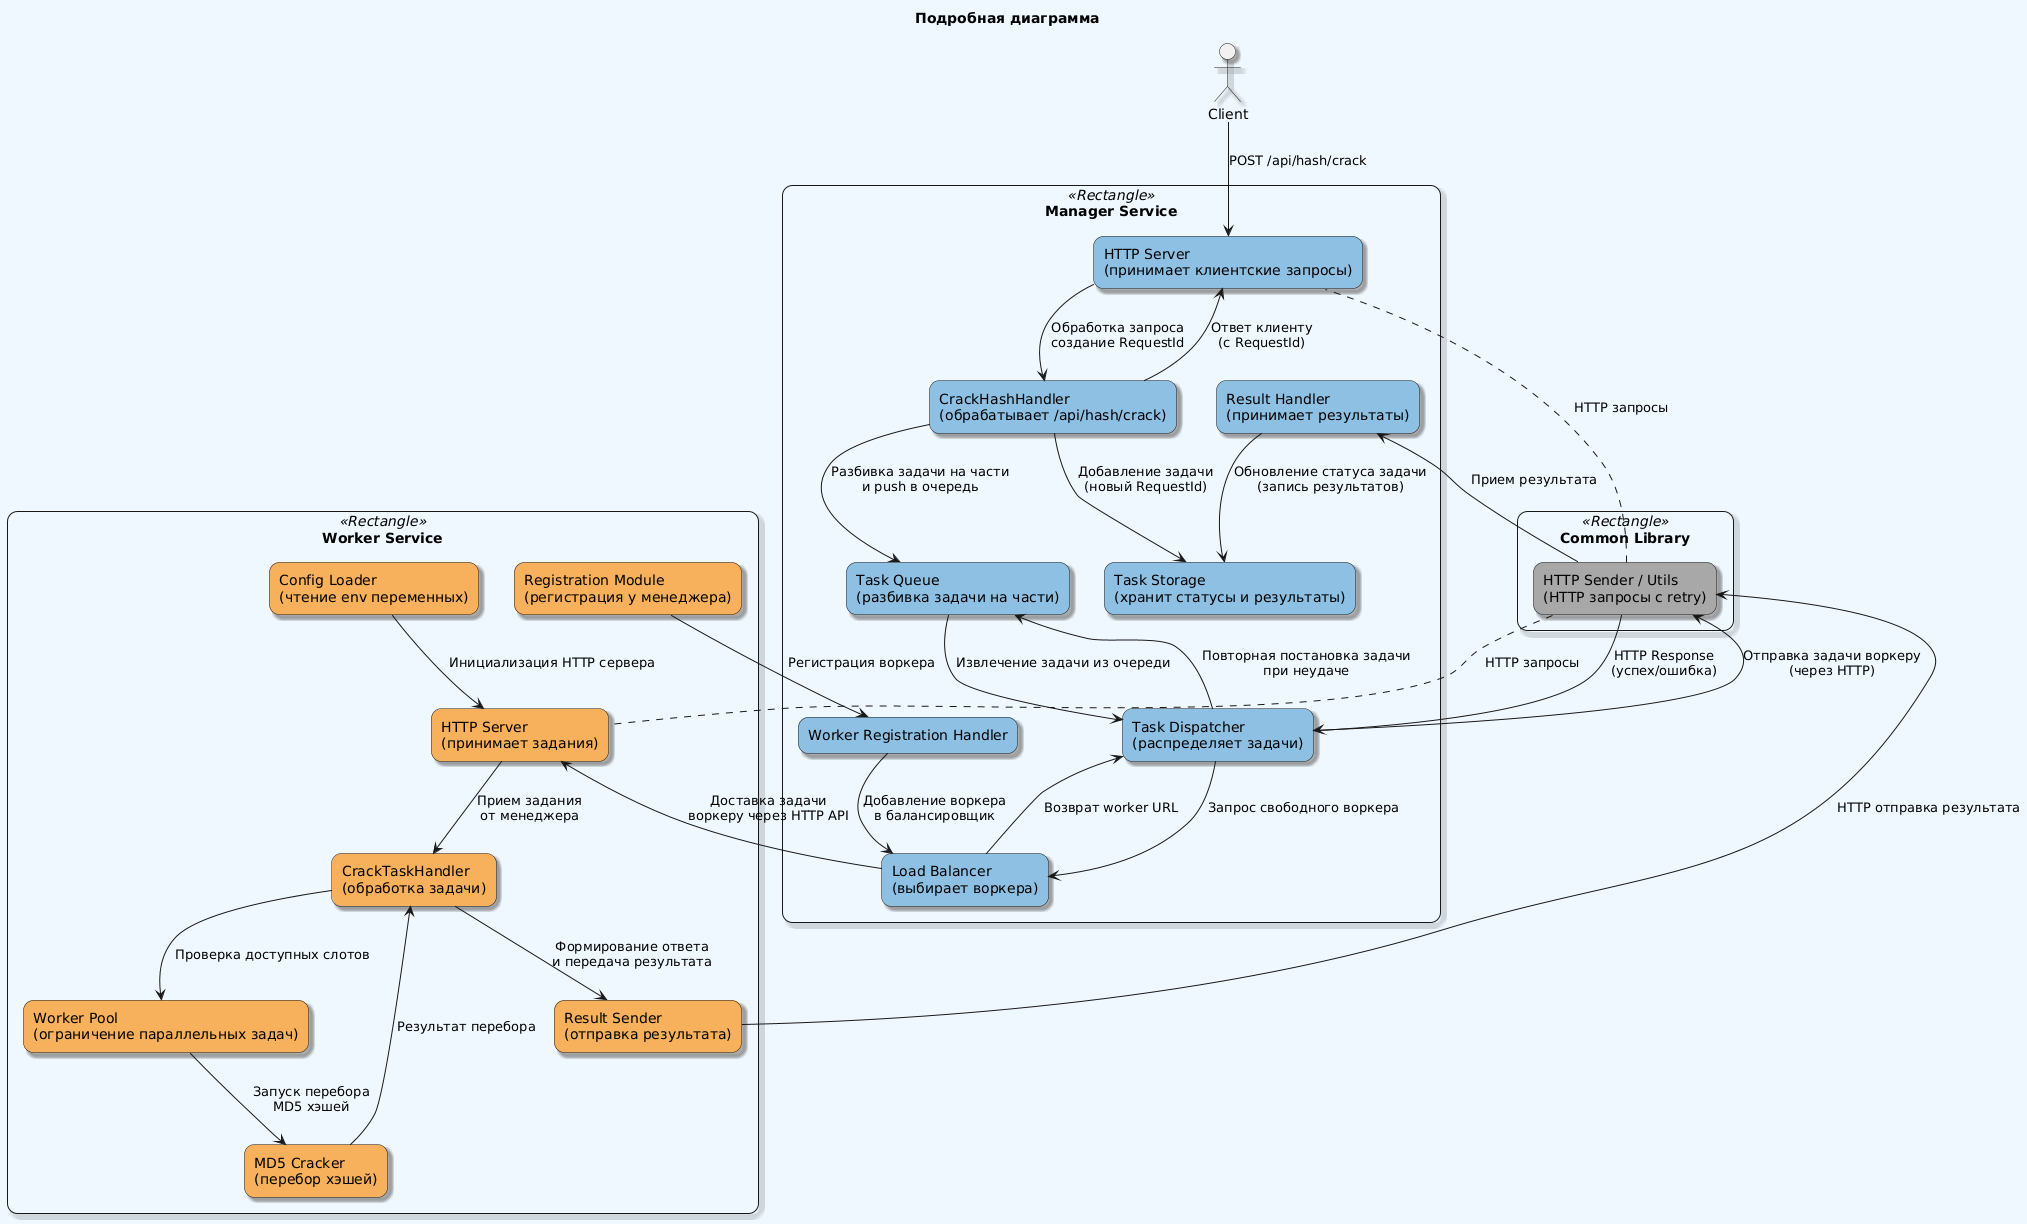 Подробная диаграмма
Client
POST /api/hash/crack
«Rectangle»
Manager Service
HTTP Server
(принимает клиентские запросы)
Обработка запроса
создание RequestId
Ответ клиенту
(с RequestId)
CrackHashHandler
(обрабатывает /api/hash/crack)
Result Handler
(принимает результаты)
HTTP запросы
Разбивка задачи на части
и push в очередь
Добавление задачи
(новый RequestId)
Обновление статуса задачи
(запись результатов)
Прием результата
«Rectangle»
Worker Service
«Rectangle»
Common Library
Config Loader
(чтение env переменных)
Registration Module
(регистрация у менеджера)
Task Queue
(разбивка задачи на части)
Task Storage
(хранит статусы и результаты)
HTTP Sender / Utils
(HTTP запросы с retry)
Инициализация HTTP сервера
Регистрация воркера
Извлечение задачи из очереди
Повторная постановка задачи
при неудаче
HTTP запросы
HTTP Response
(успех/ошибка)
Отправка задачи воркеру
(через HTTP)
HTTP Server
(принимает задания)
Worker Registration Handler
Task Dispatcher
(распределяет задачи)
Прием задания
от менеджера
Доставка задачи
воркеру через HTTP API
Добавление воркера
в балансировщик
Возврат worker URL
Запрос свободного воркера
HTTP отправка результата
CrackTaskHandler
(обработка задачи)
Load Balancer
(выбирает воркера)
Проверка доступных слотов
Формирование ответа
и передача результата
Worker Pool
(ограничение параллельных задач)
Результат перебора
Result Sender
(отправка результата)
Запуск перебора
MD5 хэшей
MD5 Cracker
(перебор хэшей)